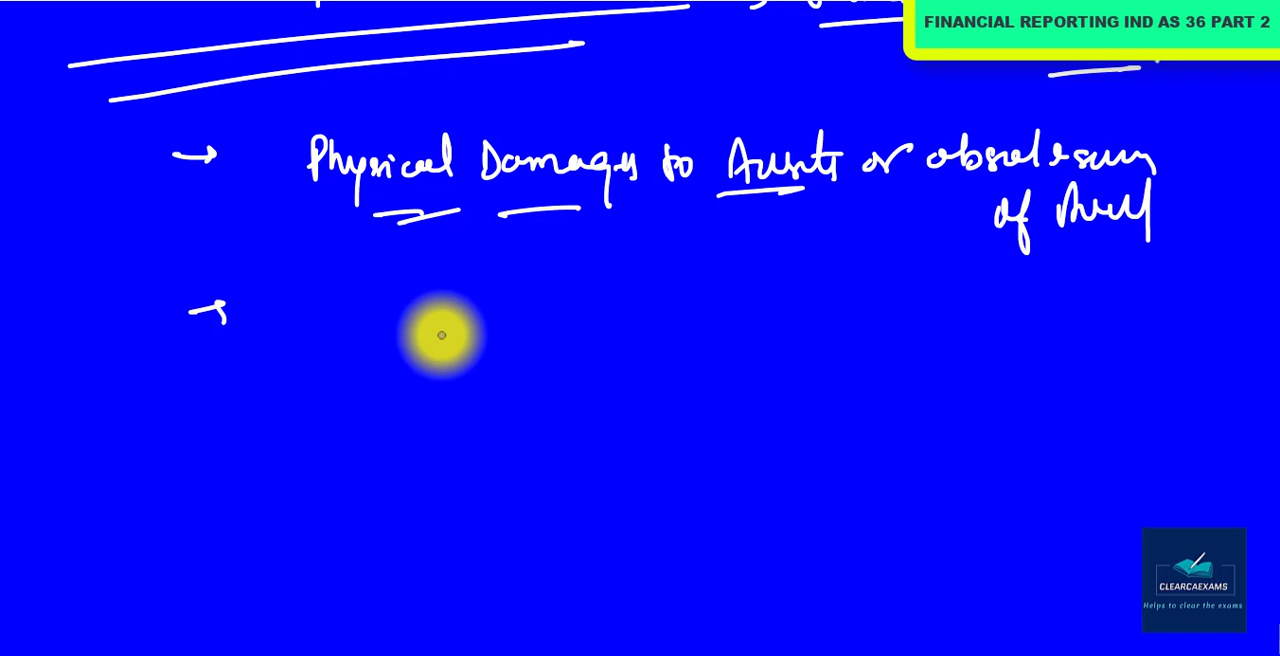 FINANCIAL REPORTING IND AS 36 PART 2
→ Physical Damages to Assets or obsolescence
of Asset
→
CLEARCAEXAMS
Helps to clear the exams